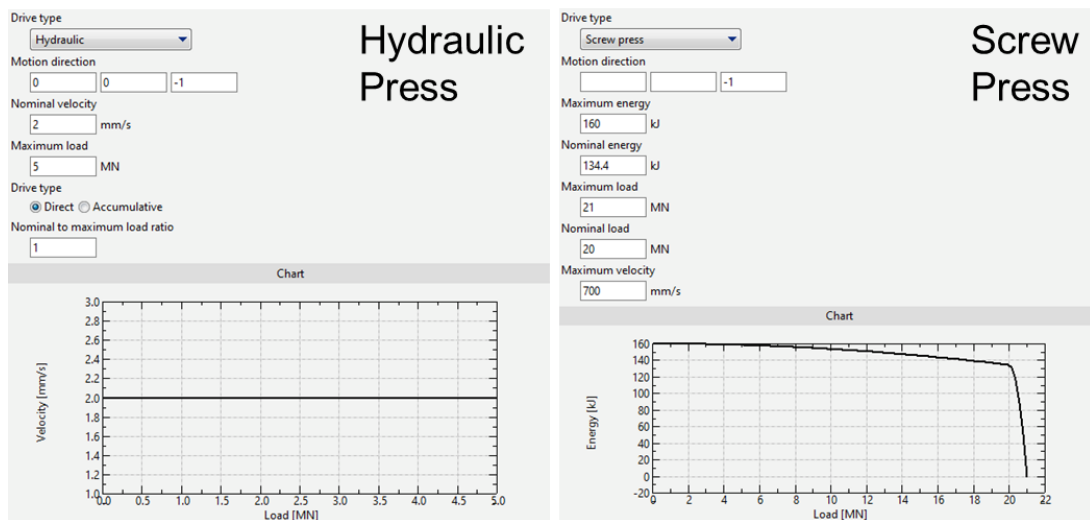 Drive type
Hydraulic
Hydraulic
Press
Motion direction
0 0 -1
Nominal velocity
2 mm/s
Maximum load
5 MN
Drive type
Direct Accumulative
Nominal to maximum load ratio
1
Chart
3.0
2.8
2.6
2.4
2.2
2.0
1.8
1.6
1.4
1.2
1.0
Velocity [mm/s]
0.0 0.5 1.0 1.5 2.0 2.5 3.0 3.5 4.0 4.5 5.0
Load [MN]
Drive type
Screw press
Screw
Press
Motion direction
-1
Maximum energy
160 kJ
Nominal energy
134.4 kJ
Maximum load
21 MN
Nominal load
20 MN
Maximum velocity
700 mm/s
Chart
160
140
120
100
80
60
40
20
0
-20
Energy [kJ]
0 2 4 6 8 10 12 14 16 18 20 22
Load [MN]